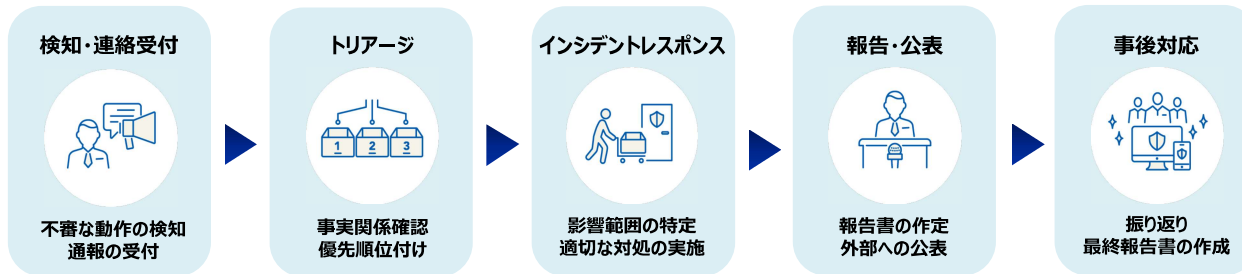 検知・連絡受付
不審な動作の検知
通報の受付
トリアージ
1 2 3
事実関係確認
優先順位付け
インシデントレスポンス
影響範囲の特定
適切な対処の実施
報告・公表
報告書の作定
外部への公表
事後対応
振り返り
最終報告書の作成